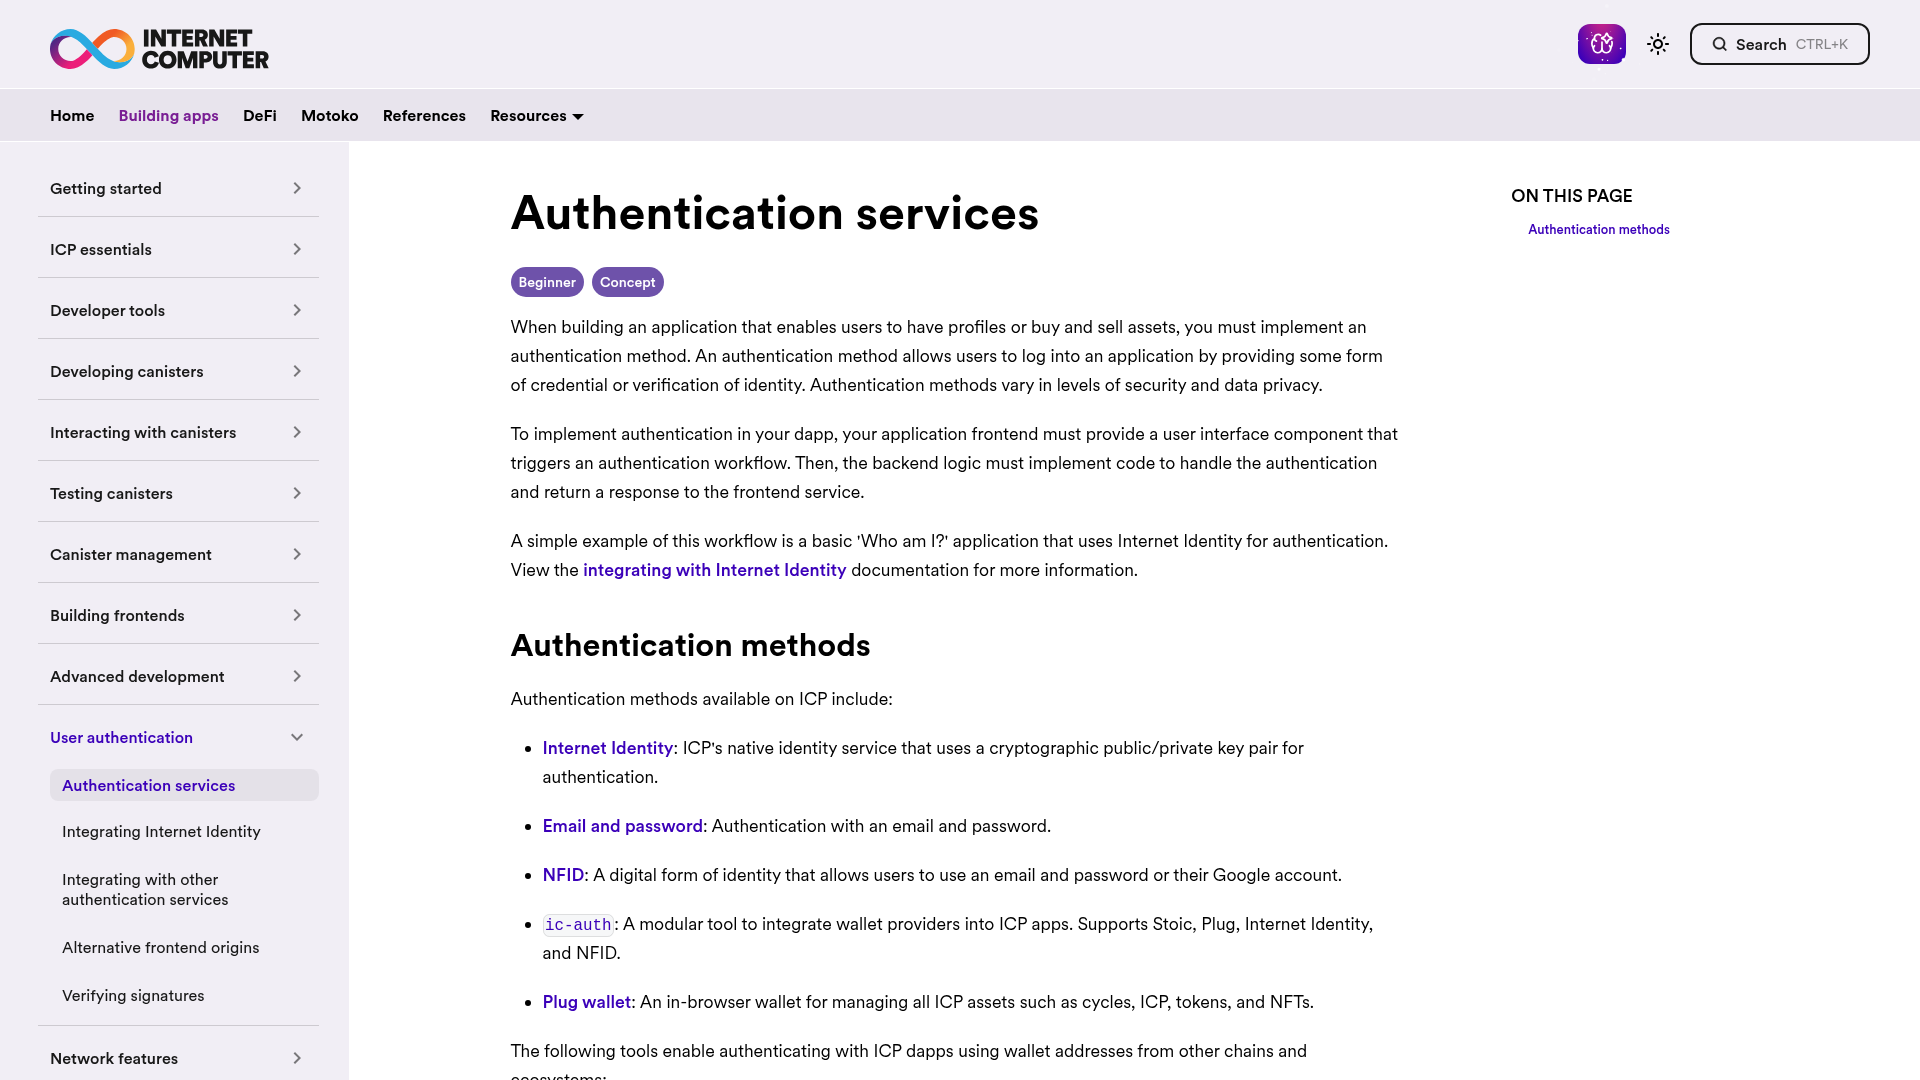 INTERNET
COMPUTER
Search CTRL+K
Home Building apps DeFi Motoko References Resources
Getting started
ICP essentials
Developer tools
Developing canisters
Interacting with canisters
Testing canisters
Canister management
Building frontends
Advanced development
User authentication
Authentication services
Integrating Internet Identity
Integrating with other
authentication services
Alternative frontend origins
Verifying signatures
Network features
Authentication services
Beginner Concept
When building an application that enables users to have profiles or buy and sell assets, you must implement an
authentication method. An authentication method allows users to log into an application by providing some form
of credential or verification of identity. Authentication methods vary in levels of security and data privacy.
To implement authentication in your dapp, your application frontend must provide a user interface component that
triggers an authentication workflow. Then, the backend logic must implement code to handle the authentication
and return a response to the frontend service.
A simple example of this workflow is a basic 'Who am I?' application that uses Internet Identity for authentication.
View the integrating with Internet Identity documentation for more information.
Authentication methods
Authentication methods available on ICP include:
Internet Identity: ICP's native identity service that uses a cryptographic public/private key pair for
authentication.
Email and password: Authentication with an email and password.
NFID: A digital form of identity that allows users to use an email and password or their Google account.
ic-auth: A modular tool to integrate wallet providers into ICP apps. Supports Stoic, Plug, Internet Identity,
and NFID.
Plug wallet: An in-browser wallet for managing all ICP assets such as cycles, ICP, tokens, and NFTs.
The following tools enable authenticating with ICP dapps using wallet addresses from other chains and
ecosystems:
ON THIS PAGE
Authentication methods